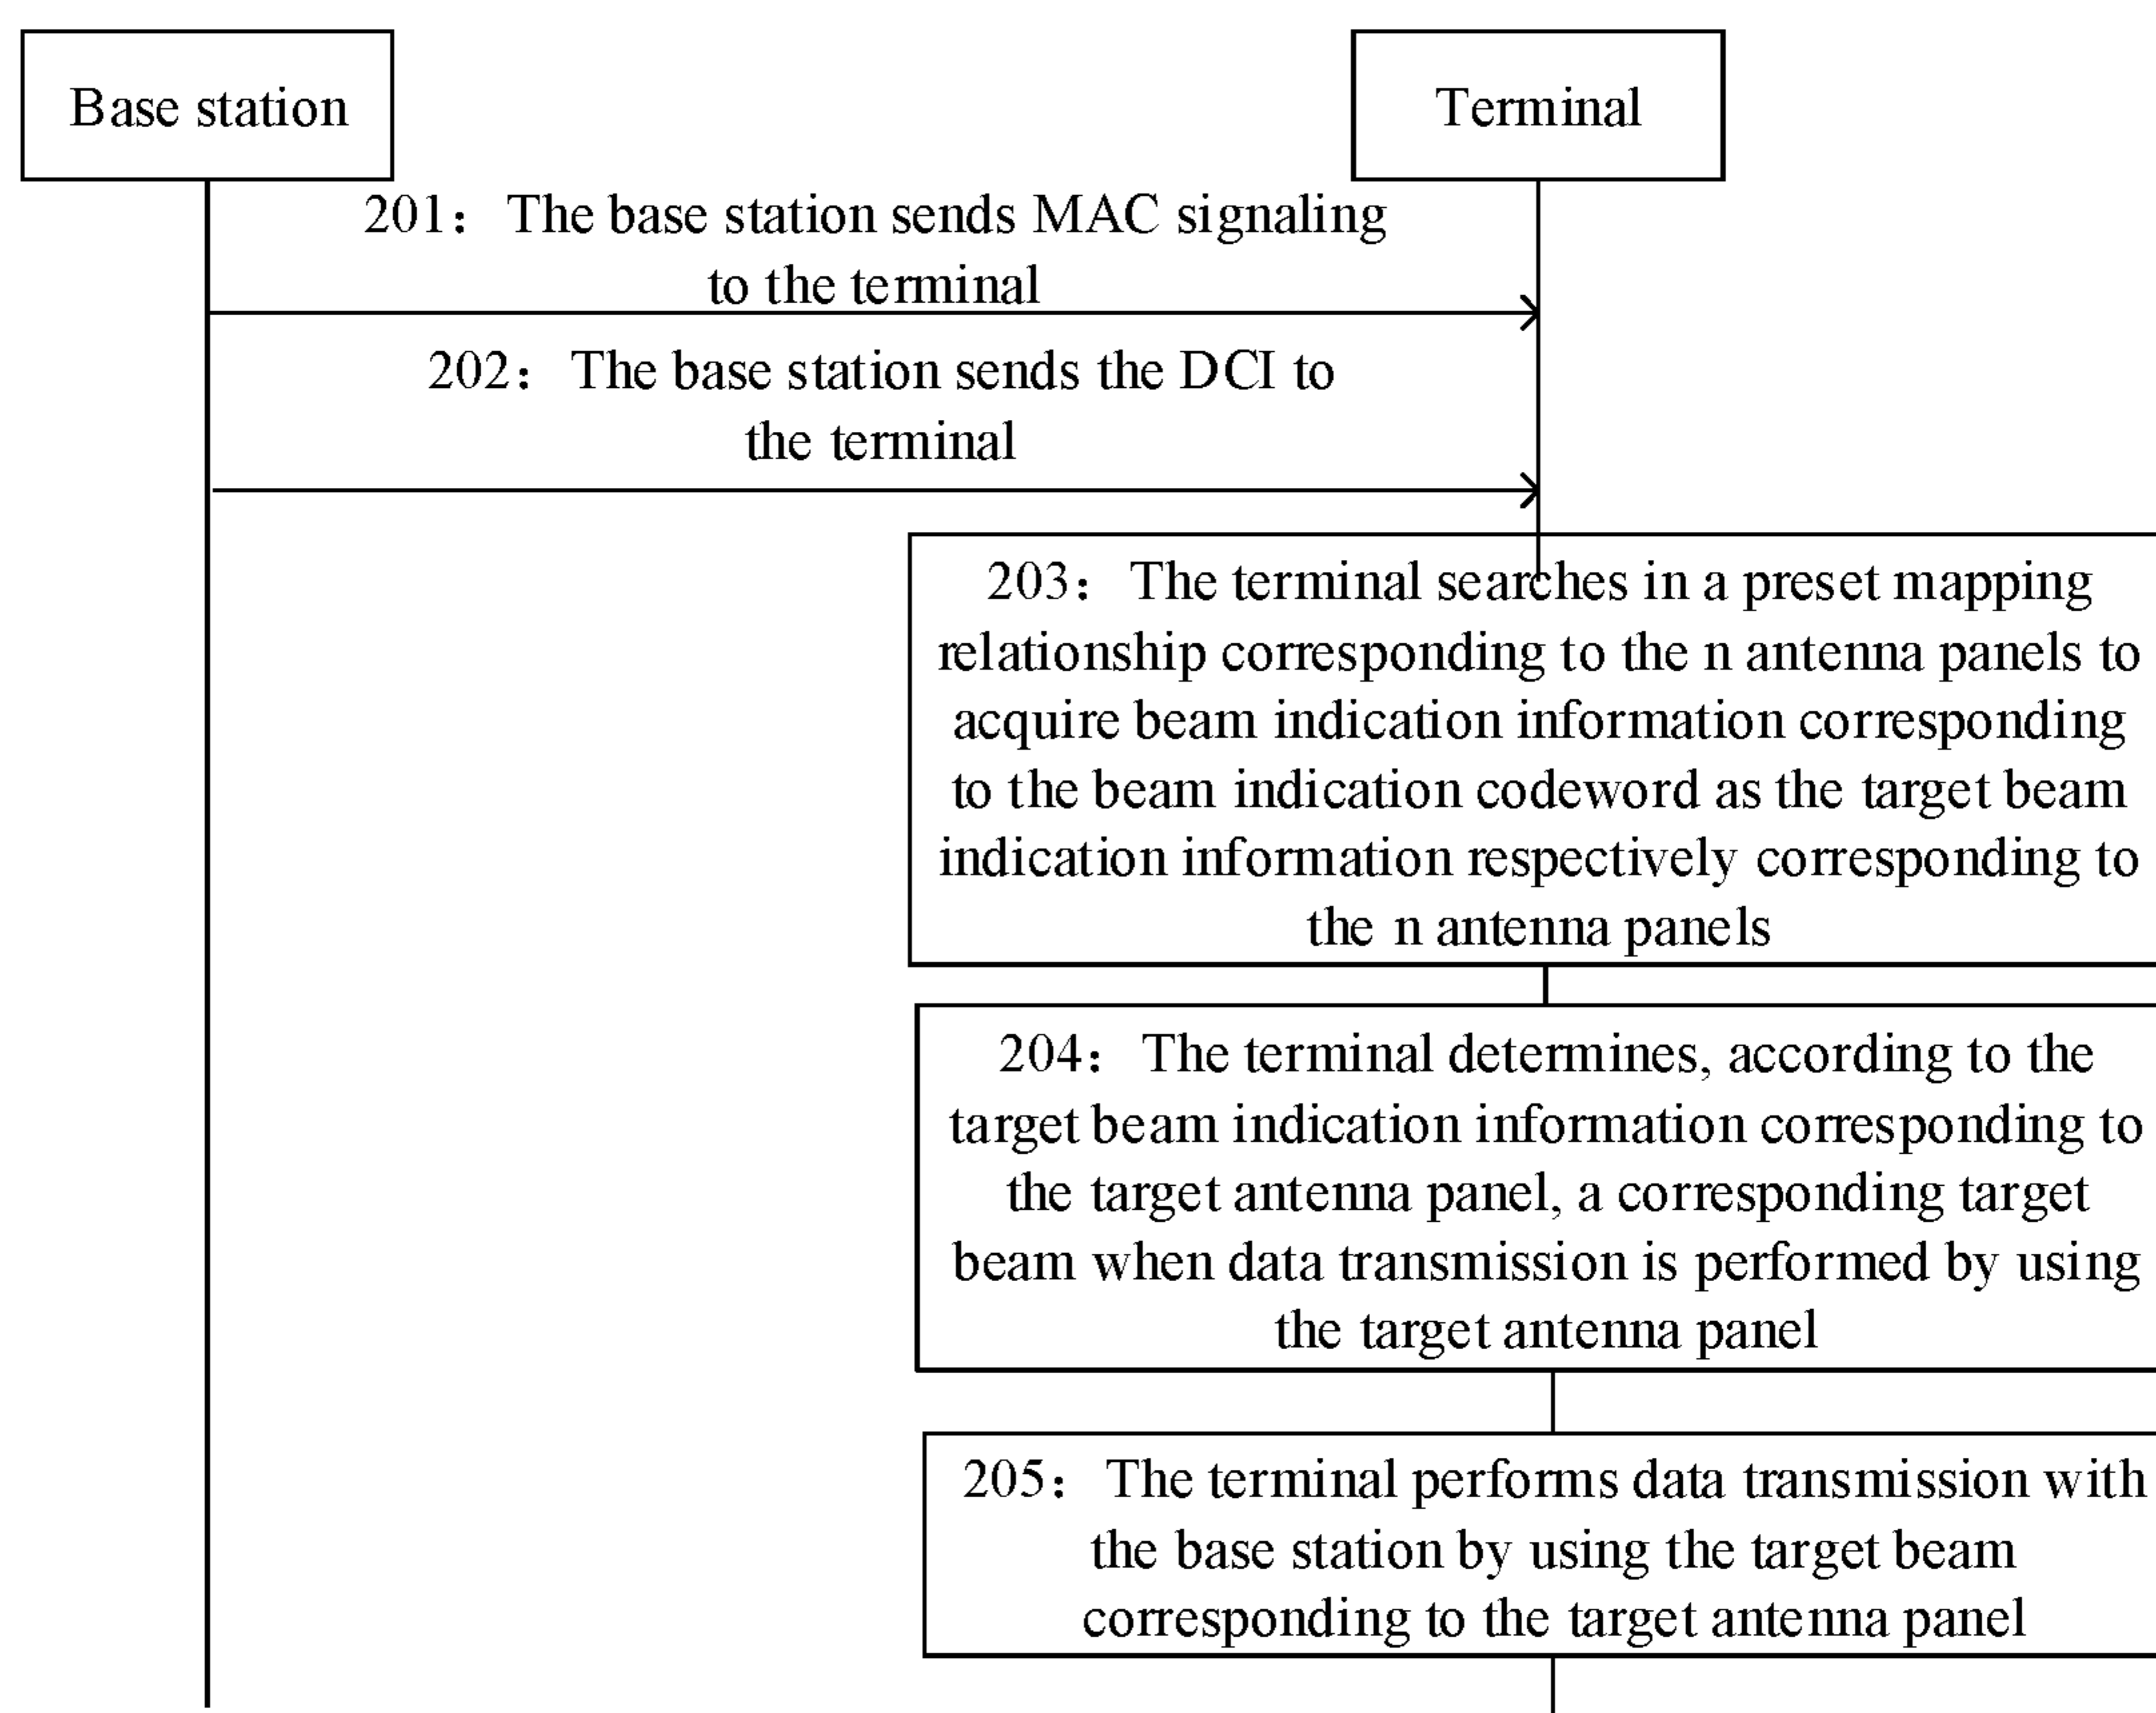 Base station
Terminal
201： The base station sends MAC signaling
to the terminal
202： The base station sends the DCI to
the terminal
203： The terminal searches in a preset mapping
relationship corresponding to the n antenna panels to
acquire beam indication information corresponding
to the beam indication codeword as the target beam
indication information respectively corresponding to
the n antenna panels
204： The terminal determines, according to the
target beam indication information corresponding to
the target antenna panel, a corresponding target
beam when data transmission is performed by using
the target antenna panel
205： The terminal performs data transmission with
the base station by using the target beam
corresponding to the target antenna panel